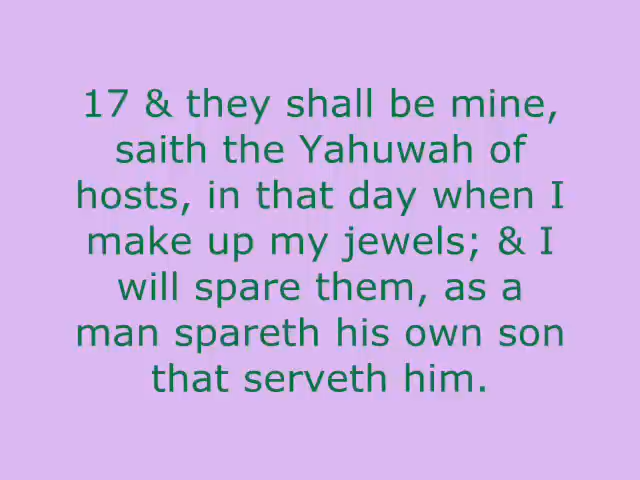 17 & they shall be mine,
saith the Yahuwah of
hosts, in that day when I
make up my jewels; & I
will spare them, as a
man spareth his own son
that serveth him.